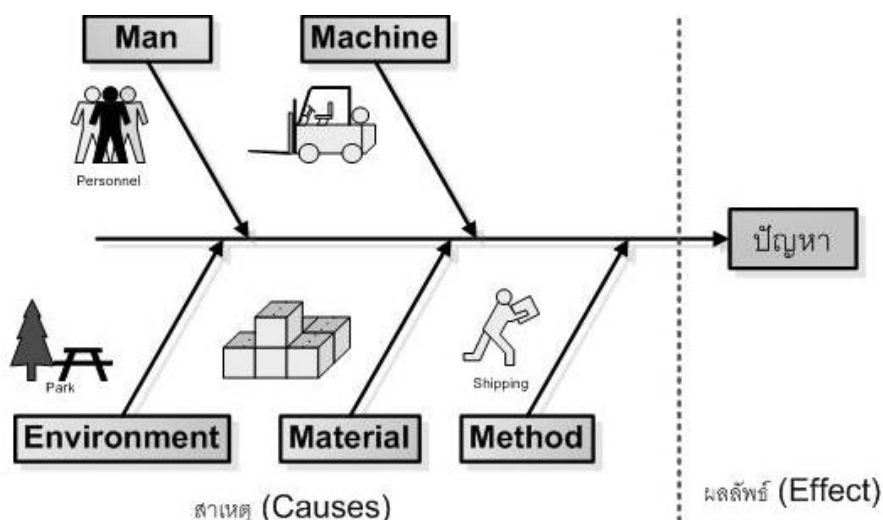 Man
Machine
Personnel
ปัญหา
Park
Shipping
Environment
Material
Method
สาเหตุ (Causes)
ผลลัพธ์ (Effect)